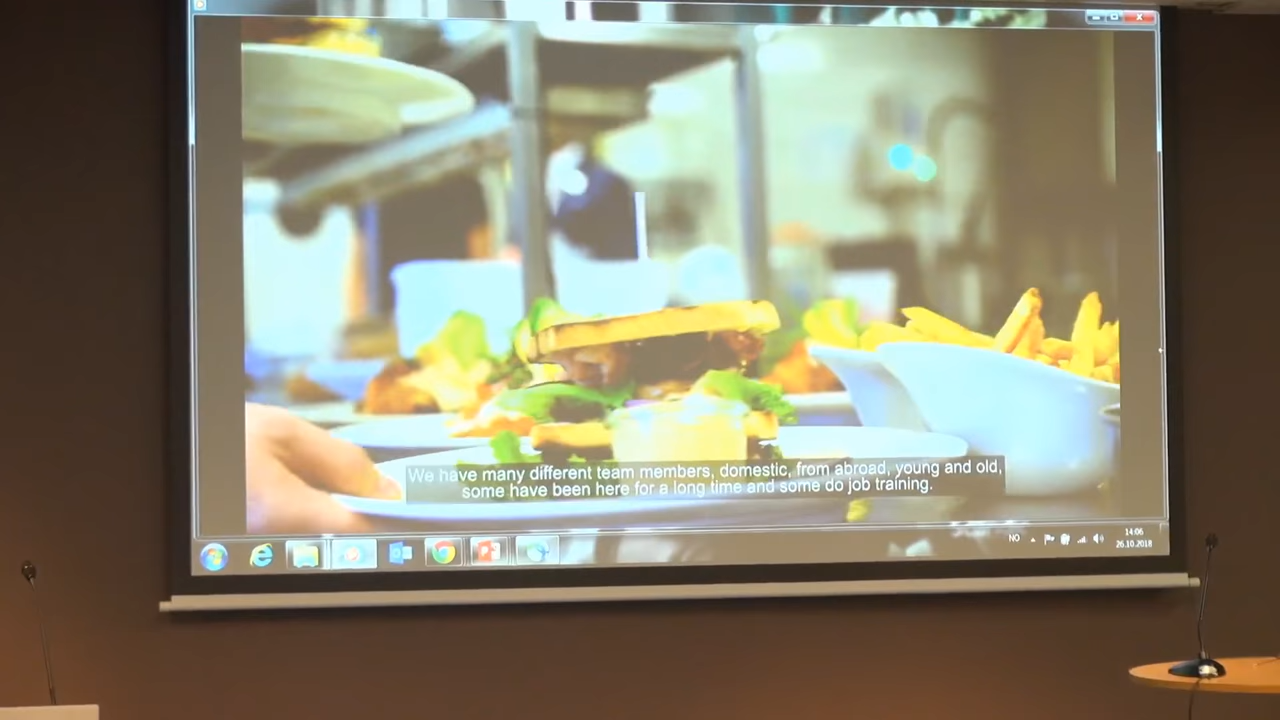 We have many different team members, domestic, from abroad, young and old,
some have been here for a long time and some do job training.
NO
14:06
26.10.2018